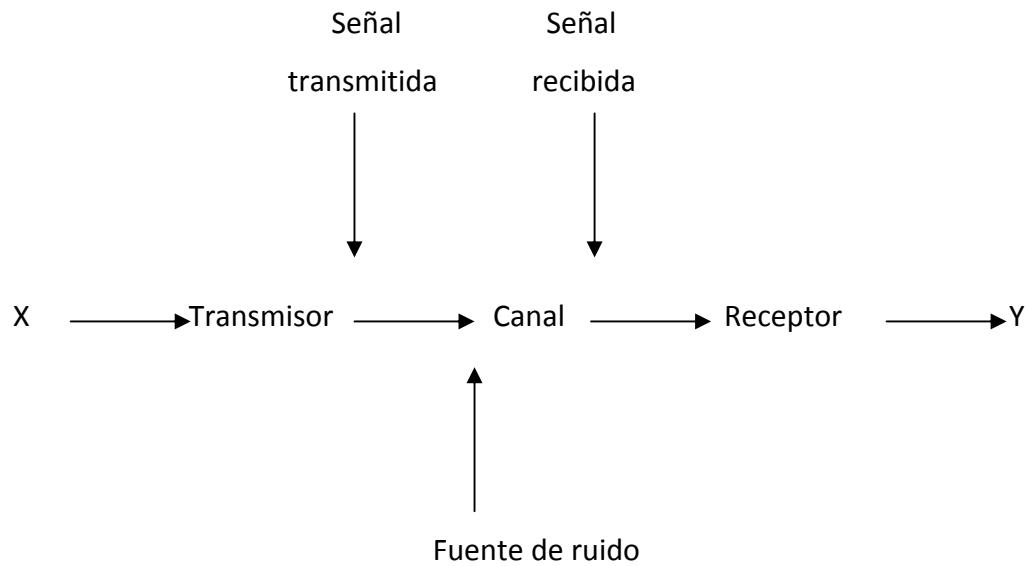 Señal
transmitida
Señal
recibida
X
Transmisor
Canal
Receptor
Y
Fuente de ruido